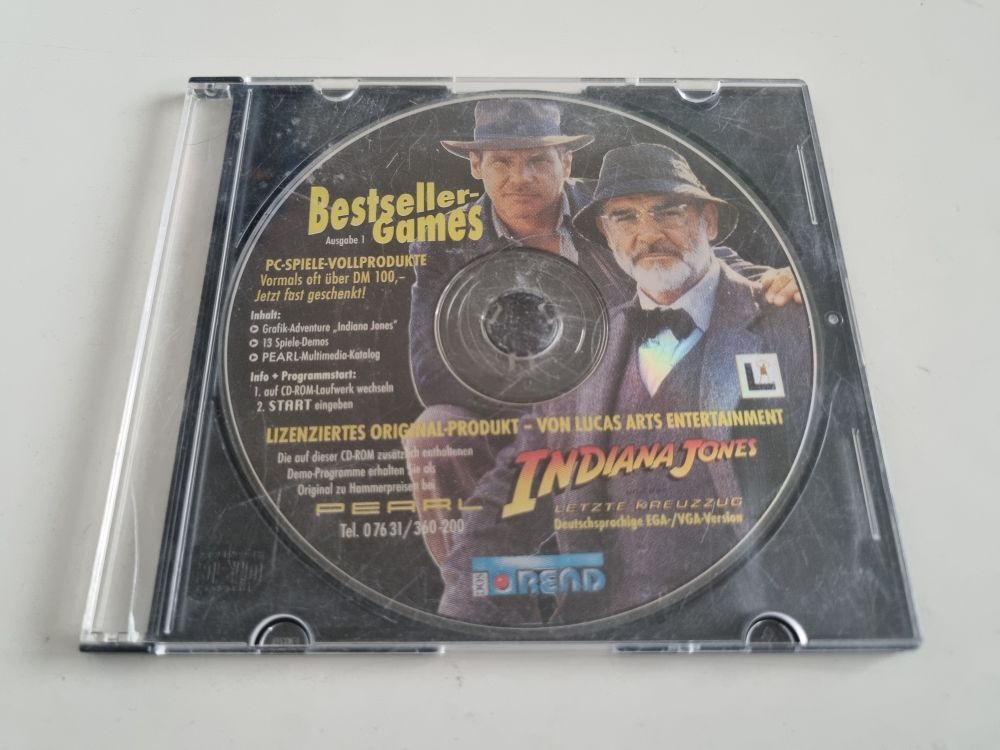 Bestseller-
Games
Ausgabe 1
PC-SPIELE-VOLLPRODUKTE
Vormals oft über DM 100,-
Jetzt fast geschenkt!
Inhalt:
Grafik-Adventure „Indiana Jones"
13 Spiele-Demos
PEARL-Multimedia-Katalog
Info + Programmstart:
1. auf CD-ROM-Laufwerk wechseln
2. START eingeben
LIZENZIERTES ORIGINAL-PRODUKT – VON LUCAS ARTS ENTERTAINMENT
Die auf dieser CD-ROM zusätzlich enthaltenen
Demo-Programme erhalten Sie als
Original zu Hammerpreisen bei
PEARL
Tel. 0 76 31/360-200
INDIANA JONES
LETZTE KREUZZUG
Deutschsprachige EGA-/VGA-Version
DOS TREND